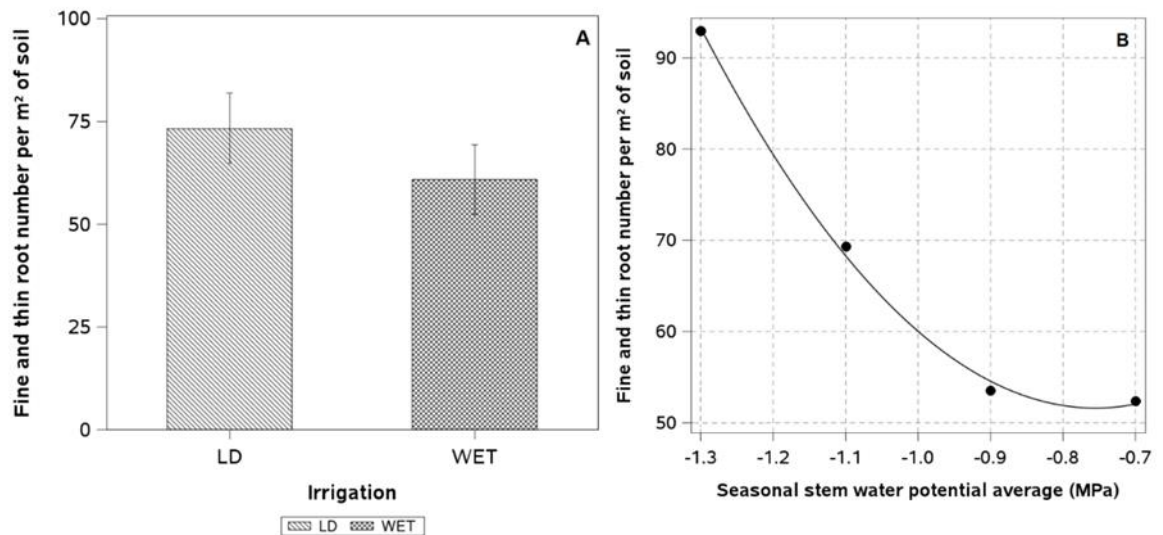 A
Fine and thin root number per m² of soil
100
75
50
25
0
LD
WET
Irrigation
LD WET
B
Fine and thin root number per m² of soil
90
80
70
60
50
-1.3 -1.2 -1.1 -1.0 -0.9 -0.8 -0.7
Seasonal stem water potential average (MPa)